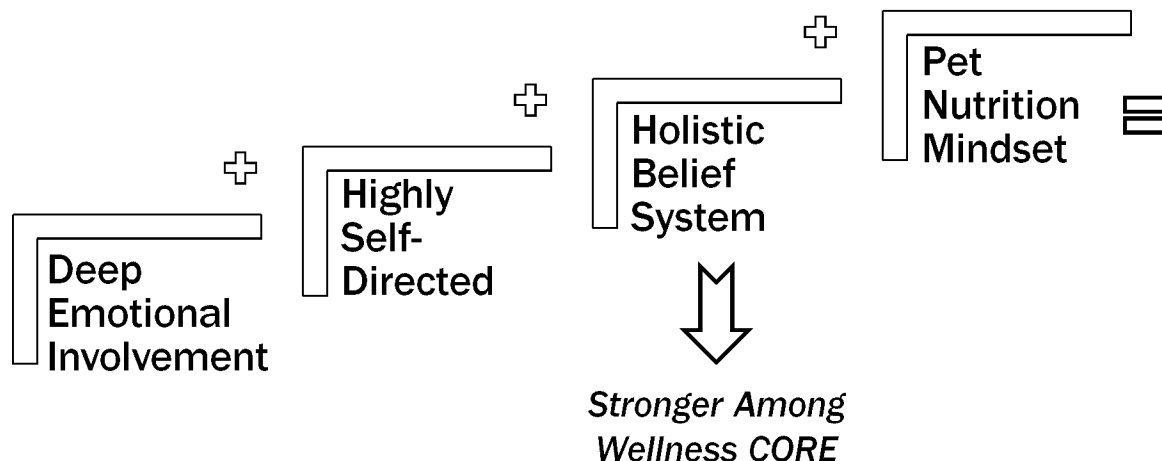 Deep
Emotional
Involvement
Highly
Self-
Directed
Holistic
Belief
System
Pet
Nutrition
Mindset
Stronger Among
Wellness CORE